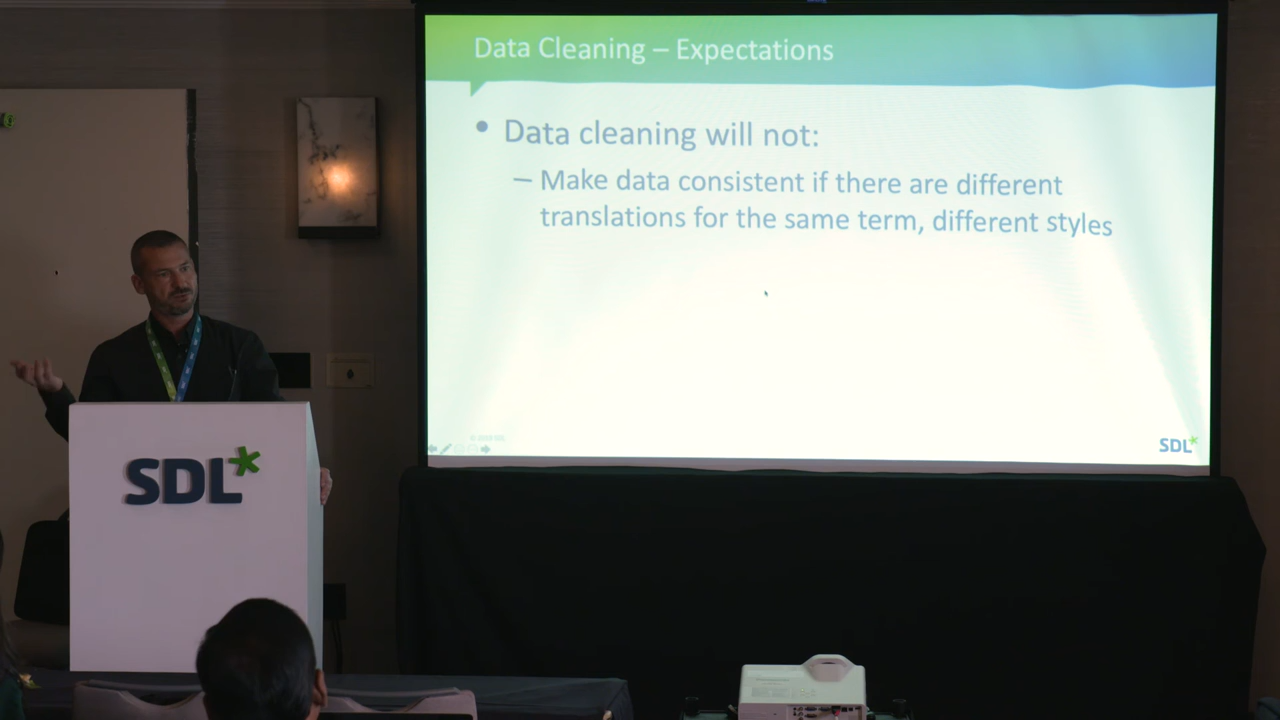 Data Cleaning – Expectations
• Data cleaning will not:
– Make data consistent if there are different
translations for the same term, different styles
SDL*
SDL*